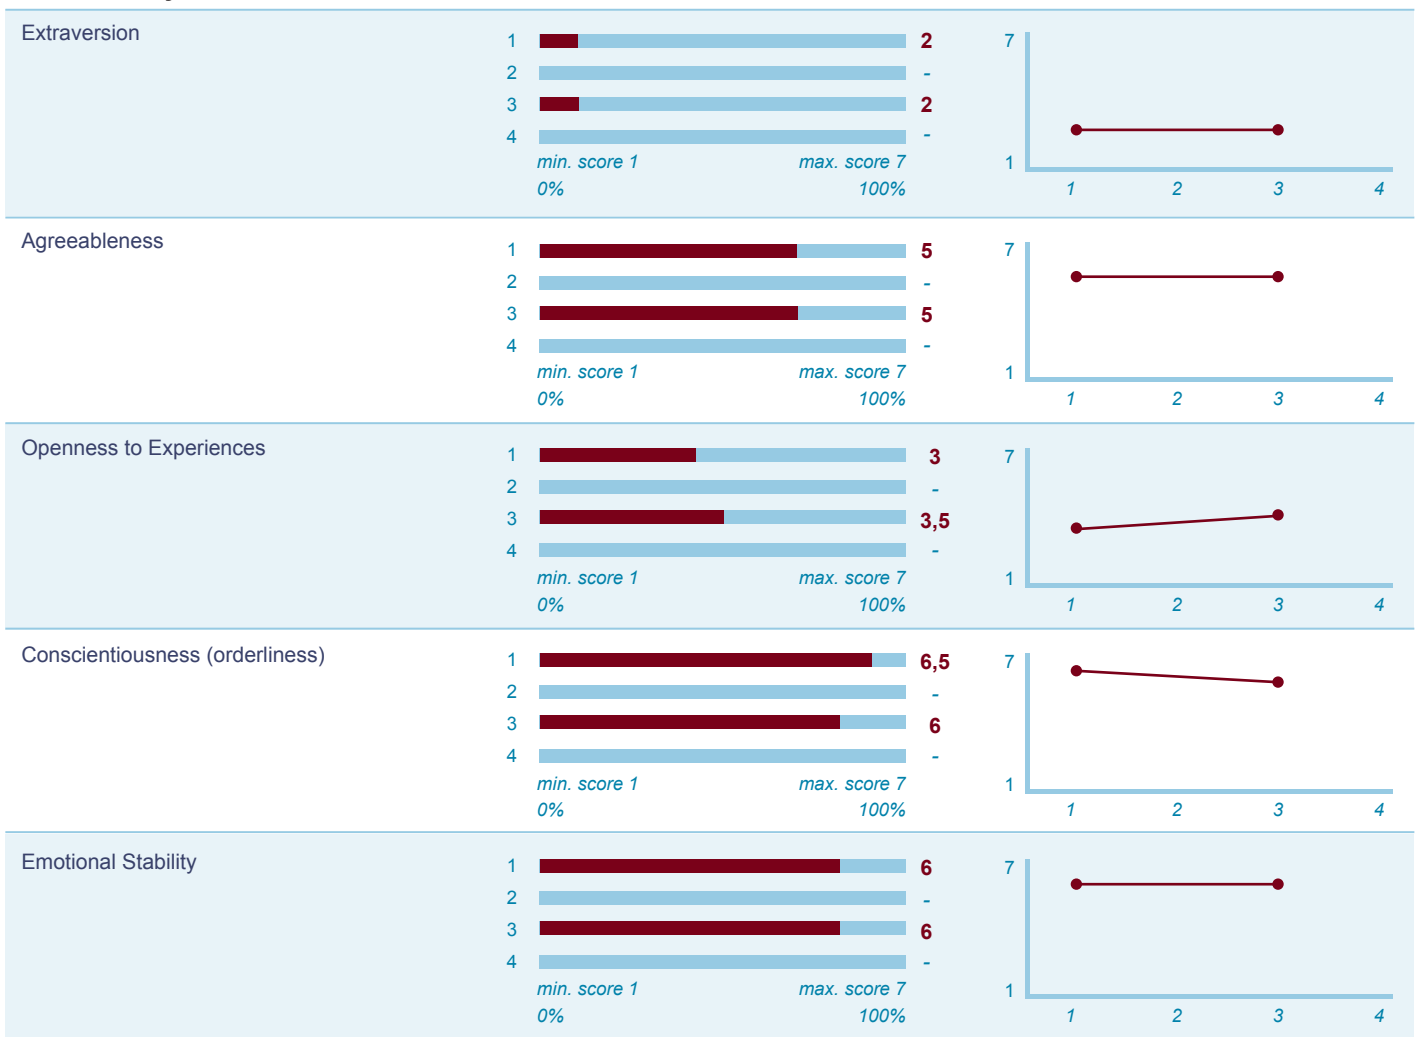 Extraversion
1 2 7
2 -
3 2
4 -
min. score 1 max. score 7 1
0% 100% 1 2 3 4
Agreeableness
1 5 7
2 -
3 5
4 -
min. score 1 max. score 7 1
0% 100% 1 2 3 4
Openness to Experiences
1 3 7
2 -
3 3,5
4 -
min. score 1 max. score 7 1
0% 100% 1 2 3 4
Conscientiousness (orderliness)
1 6,5 7
2 -
3 6
4 -
min. score 1 max. score 7 1
0% 100% 1 2 3 4
Emotional Stability
1 6 7
2 -
3 6
4 -
min. score 1 max. score 7 1
0% 100% 1 2 3 4